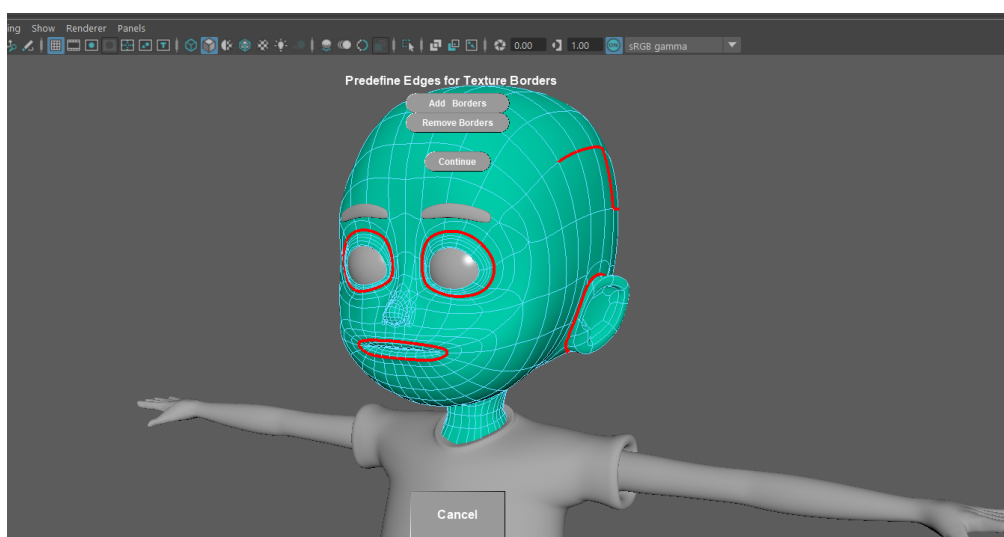 ing Show Renderer Panels
0.00 1.00 sRGB gamma
Predefine Edges for Texture Borders
Add Borders
Remove Borders
Continue
Cancel